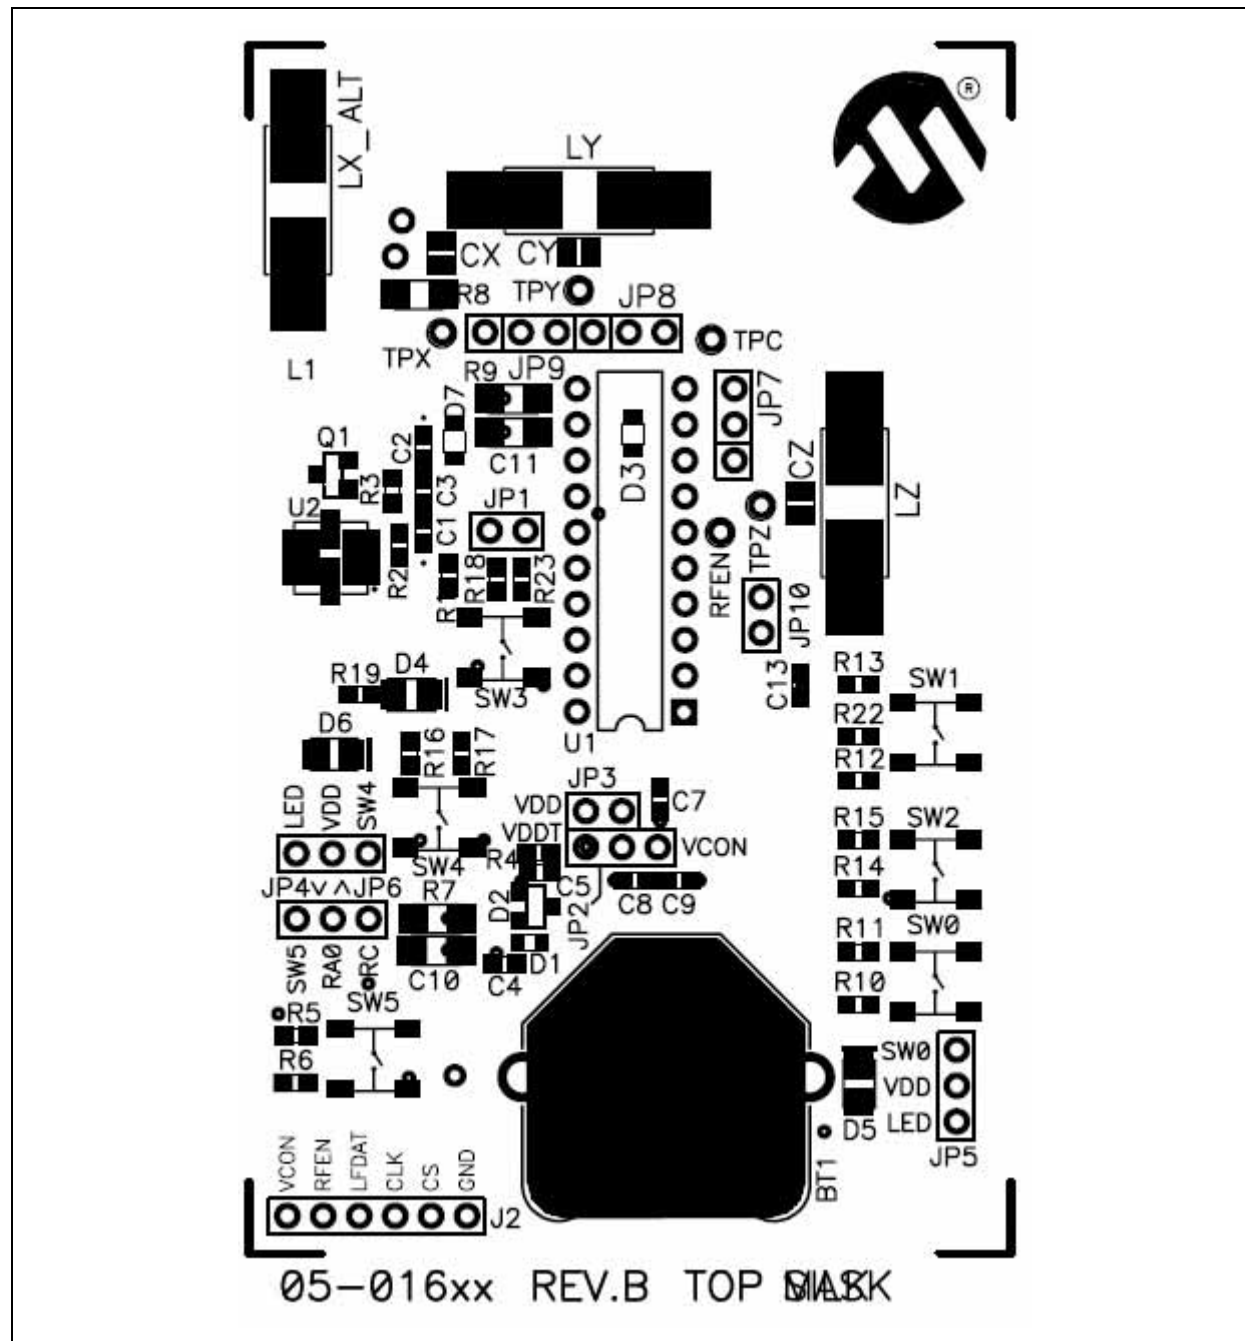 LX_ALT
®
LY
CX
CY
R8
TPY
JP8
TPX
TPC
L1
R9
JP9
D7
JP7
Q1
C2
C11
D3
CZ
R3
C3
LZ
U2
JP1
C1
TPZ
R2
R18
R23
RFEN
JP10
R19
D4
SW3
C13
R13
SW1
D6
U1
R22
R16
R17
R12
LED
VDD
SW4
JP3
VDD
C7
VDDT
R15
SW2
SW4
R4
VCON
JP4
JP6
R7
C5
R14
D2
JP2
C8
C9
SW5
RA0
RC
C10
C4
D1
R11
SW0
R5
SW5
R10
R6
SW0
VDD
D5
LED
JP5
BT1
VCON
RFEN
LFDAT
CLK
CS
GND
J2
05-016xx REV.B TOP